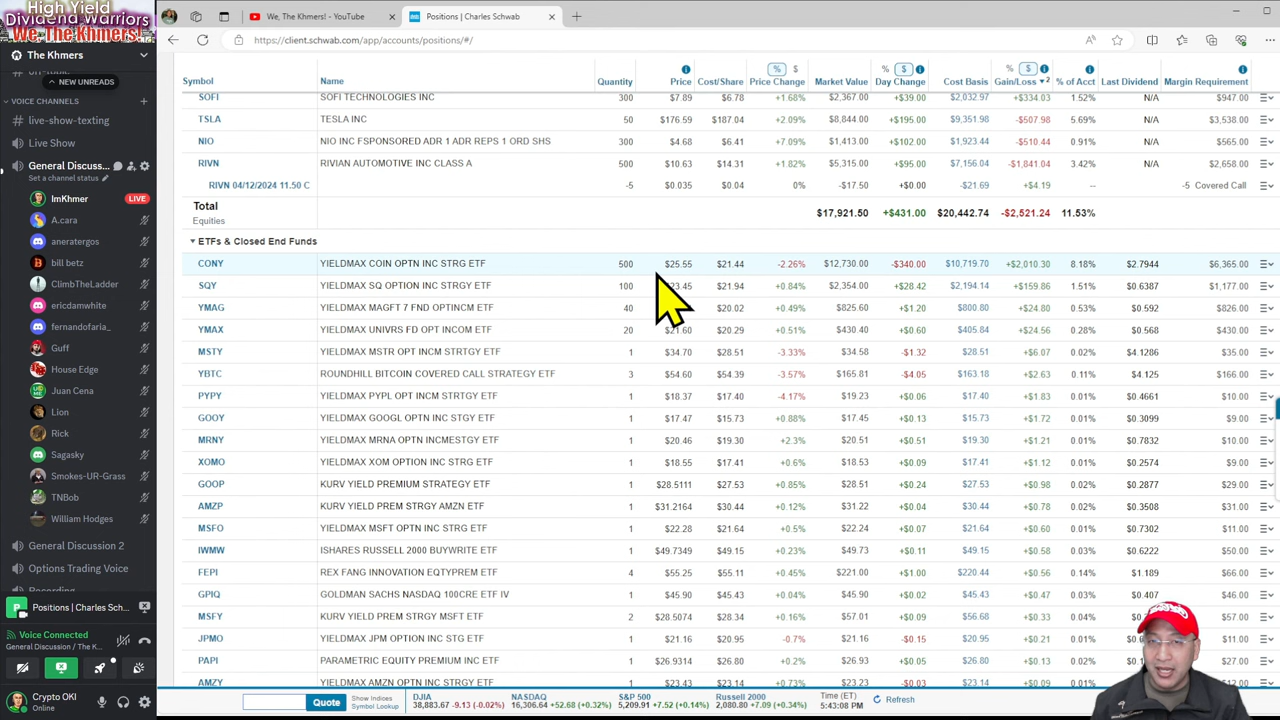 High Yield
Dividend Warriors
We The Khmers!
The Khmers
NEW UNREADS
VOICE CHANNELS
live-show-texting
Live Show
General Discuss...
Set a channel status
ImKhmer LIVE
A.cara
aneratergos
bill betz
ClimbTheLadder
ericdamwhite
fernandofaria_
Guff
House Edge
Juan Cena
Lion
Rick
Sagasky
Smokes-UR-Grass
TNBob
William Hodges
General Discussion 2
Options Trading Voice
Recording
Positions | Charles Sch...
Voice Connected
General Discussion / The K...
Crypto OKI
Online
We, The Khmers! - YouTube
Positions | Charles Schwab
https://client.schwab.com/app/accounts/positions/#/
Symbol Name Quantity Price Cost/Share % $ Price Change Market Value % $ Day Change Cost Basis % $ Gain/Loss 2 % of Acct Last Dividend Margin Requirement
SOFI SOFI TECHNOLOGIES INC 300 $7.89 $6.78 +1.68% $2,367.00 +$39.00 $2,032.97 +$334.03 1.52% N/A $947.00
TSLA TESLA INC 50 $176.59 $187.04 +2.09% $8,844.00 +$195.00 $9,351.98 -$507.98 5.69% N/A $3,538.00
NIO NIO INC FSPONSORED ADR 1 ADR REPS 1 ORD SHS 300 $4.68 $6.41 +7.09% $1,413.00 +$102.00 $1,923.44 -$510.44 0.91% N/A $565.00
RIVN RIVIAN AUTOMOTIVE INC CLASS A 500 $10.63 $14.31 +1.82% $5,315.00 +$95.00 $7,156.04 -$1,841.04 3.42% N/A $2,658.00
RIVN 04/12/2024 11.50 C -5 $0.035 $0.04 0% -$17.50 +$0.00 -$21.69 +$4.19 -- -5 Covered Call
Total
Equities
$17,921.50 +$431.00 $20,442.74 -$2,521.24 11.53%
ETFs & Closed End Funds
CONY YIELDMAX COIN OPTN INC STRG ETF 500 $25.55 $21.44 -2.26% $12,730.00 -$340.00 $10,719.70 +$2,010.30 8.18% $2.7944 $6,365.00
SQY YIELDMAX SQ OPTION INC STRGY ETF 100 23.45 $21.94 +0.84% $2,354.00 +$28.42 $2,194.14 +$159.86 1.51% $0.6387 $1,177.00
YMAG YIELDMAX MAGFT 7 FND OPTINCM ETF 40 $20.02 +0.49% $825.60 +$1.20 $800.80 +$24.80 0.53% $0.596 $826.00
YMAX YIELDMAX UNIVRS FD OPT INCOM ETF 20 $21.60 $20.29 +0.51% $430.40 +$0.60 $405.84 +$24.56 0.28% $0.568 $430.00
MSTY YIELDMAX MSTR OPT INCM STRTGY ETF 1 $34.70 $28.51 -3.33% $34.58 -$1.32 $28.51 +$6.07 0.02% $4.1286 $35.00
YBTC ROUNDHILL BITCOIN COVERED CALL STRATEGY ETF 3 $54.60 $54.39 -3.57% $165.81 -$4.05 $163.18 +$2.63 0.11% $4.125 $166.00
PYPY YIELDMAX PYPL OPT INCM STRTGY ETF 1 $18.37 $17.40 -4.17% $19.23 +$0.06 $17.40 +$1.83 0.01% $0.4661 $10.00
GOOY YIELDMAX GOOGL OPTN INC STGY ETF 1 $17.47 $15.73 +0.88% $17.45 +$0.13 $15.73 +$1.72 0.01% $0.3099 $9.00
MRNY YIELDMAX MRNA OPTN INCMESTGY ETF 1 $20.46 $19.30 +2.3% $20.51 +$0.51 $19.30 +$1.21 0.01% $0.7832 $10.00
XOMO YIELDMAX XOM OPTION INC STRG ETF 1 $18.55 $17.41 +0.6% $18.53 +$0.09 $17.41 +$1.12 0.01% $0.2574 $9.00
GOOP KURV YIELD PREMIUM STRATEGY ETF 1 $28.5111 $27.53 +0.85% $28.51 +$0.24 $27.53 +$0.98 0.02% $0.2877 $29.00
AMZP KURV YIELD PREM STRGY AMZN ETF 1 $31.2164 $30.44 +0.12% $31.22 +$0.04 $30.44 +$0.78 0.02% $0.3508 $31.00
MSFO YIELDMAX MSFT OPTN INC STRG ETF 1 $22.28 $21.64 +0.5% $22.24 +$0.07 $21.64 +$0.60 0.01% $0.7302 $11.00
IWMW ISHARES RUSSELL 2000 BUYWRITE ETF 1 $49.7349 $49.15 +0.23% $49.73 +$0.11 $49.15 +$0.58 0.03% $0.6222 $50.00
FEPI REX FANG INNOVATION EQTYPREM ETF 4 $55.25 $55.11 +0.45% $221.00 +$1.00 $220.44 +$0.56 0.14% $1.189 $66.00
GPIQ GOLDMAN SACHS NASDAQ 100CRE ETF IV 1 $45.90 $45.43 +0.04% $45.90 +$0.02 $45.43 +$0.47 0.03% $0.407 $46.00
MSFY KURV YIELD PREM STRGY MSFT ETF 2 $28.5074 $28.34 +0.16% $57.01 +$0.09 $56.68 +$0.33 0.04% $57.00
JPMO YIELDMAX JPM OPTION INC STG ETF 1 $21.16 $20.95 -0.7% $21.16 -$0.15 $20.95 +$0.21 0.01% $11.00
PAPI PARAMETRIC EQUITY PREMIUM INC ETF 1 $26.9314 $26.80 +0.2% $26.93 +$0.05 $26.80 +$0.13 0.02% $27.00
AMZY YIELDMAX AMZN OPTION INC STR ETF 1 $23.43 $23.14 +0.73%
Quote
Show Indices
Symbol Lookup
DJIA
38,883.67 -9.13 (-0.02%)
NASDAQ
16,306.64 +52.68 (+0.32%)
S&P 500
5,209.91 +7.52 (+0.14%)
Russell 2000
2,080.80 +7.09 (+0.34%)
Time (ET)
5:43:08 PM
Refresh